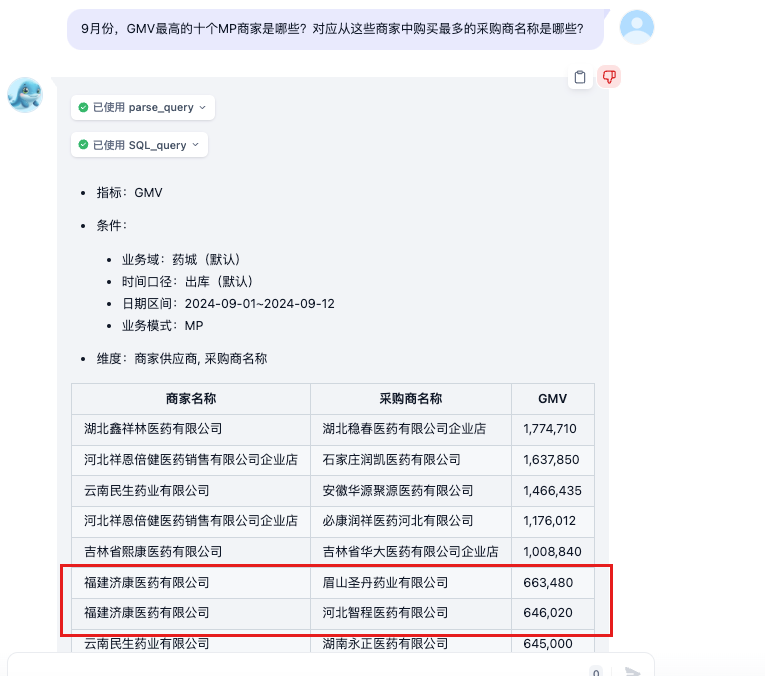 9月份，GMV最高的十个MP商家是哪些？对应从这些商家中购买最多的采购商名称是哪些？
已使用 parse_query
已使用 SQL_query
• 指标：GMV
• 条件：
• 业务域：药城（默认）
• 时间口径：出库（默认）
• 日期区间：2024-09-01~2024-09-12
• 业务模式：MP
• 维度：商家供应商, 采购商名称
商家名称 采购商名称 GMV
湖北鑫祥林医药有限公司 湖北稳春医药有限公司企业店 1,774,710
河北祥恩倍健医药销售有限公司企业店 石家庄润凯医药有限公司 1,637,850
云南民生药业有限公司 安徽华源聚源医药有限公司 1,466,435
河北祥恩倍健医药销售有限公司企业店 必康润祥医药河北有限公司 1,176,012
吉林省熙康医药有限公司 吉林省华大医药有限公司企业店 1,008,840
福建济康医药有限公司 眉山圣丹药业有限公司 663,480
福建济康医药有限公司 河北智程医药有限公司 646,020
云南民生药业有限公司 湖南永正医药有限公司 645,000
0